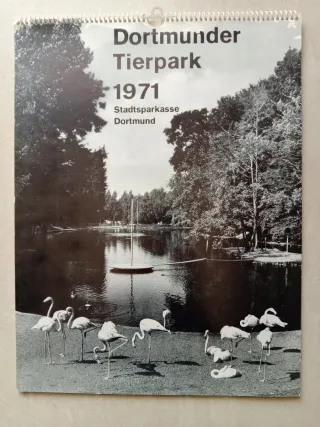 Dortmunder
Tierpark
1971
Stadtsparkasse
Dortmund